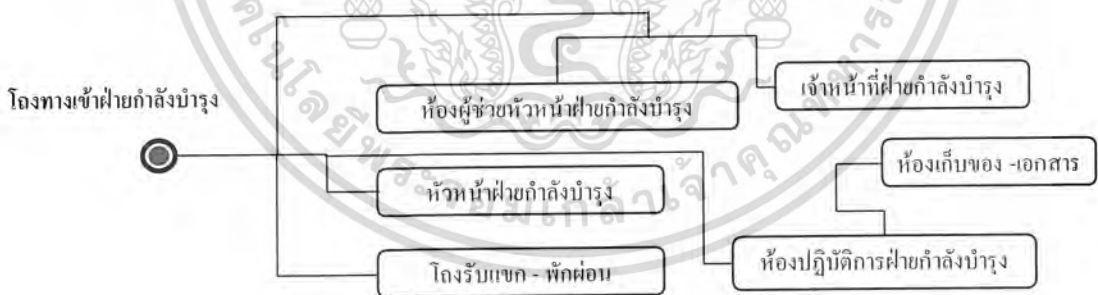 โถงทางเข้าฝ่ายกำลังบำรุง
ห้องผู้ช่วยหัวหน้าฝ่ายกำลังบำรุง
เจ้าหน้าที่ฝ่ายกำลังบำรุง
ห้องเก็บของ -เอกสาร
หัวหน้าฝ่ายกำลังบำรุง
ห้องปฏิบัติการฝ่ายกำลังบำรุง
โถงรับแขก - พักผ่อน